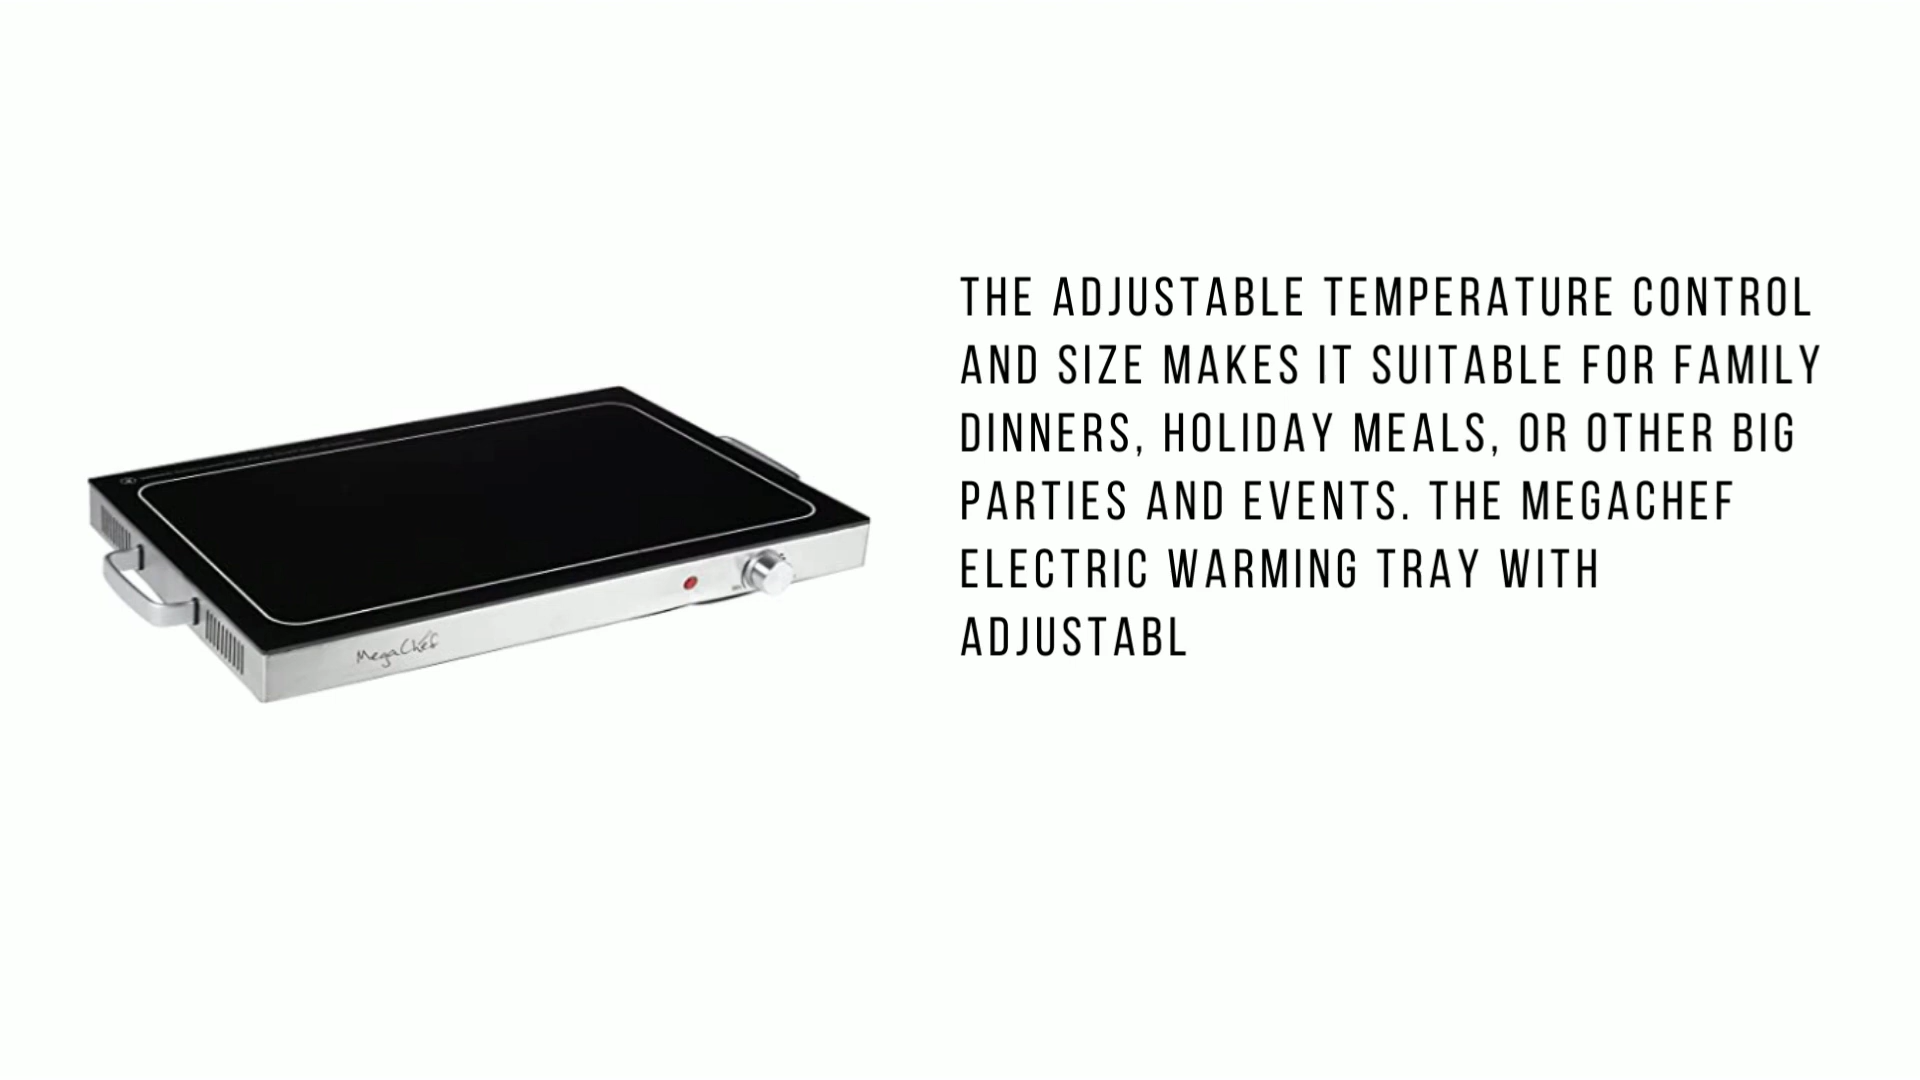 THE ADJUSTABLE TEMPERATURE CONTROL
AND SIZE MAKES IT SUITABLE FOR FAMILY
DINNERS, HOLIDAY MEALS, OR OTHER BIG
PARTIES AND EVENTS. THE MEGACHEF
ELECTRIC WARMING TRAY WITH
ADJUSTABL
MegaChef